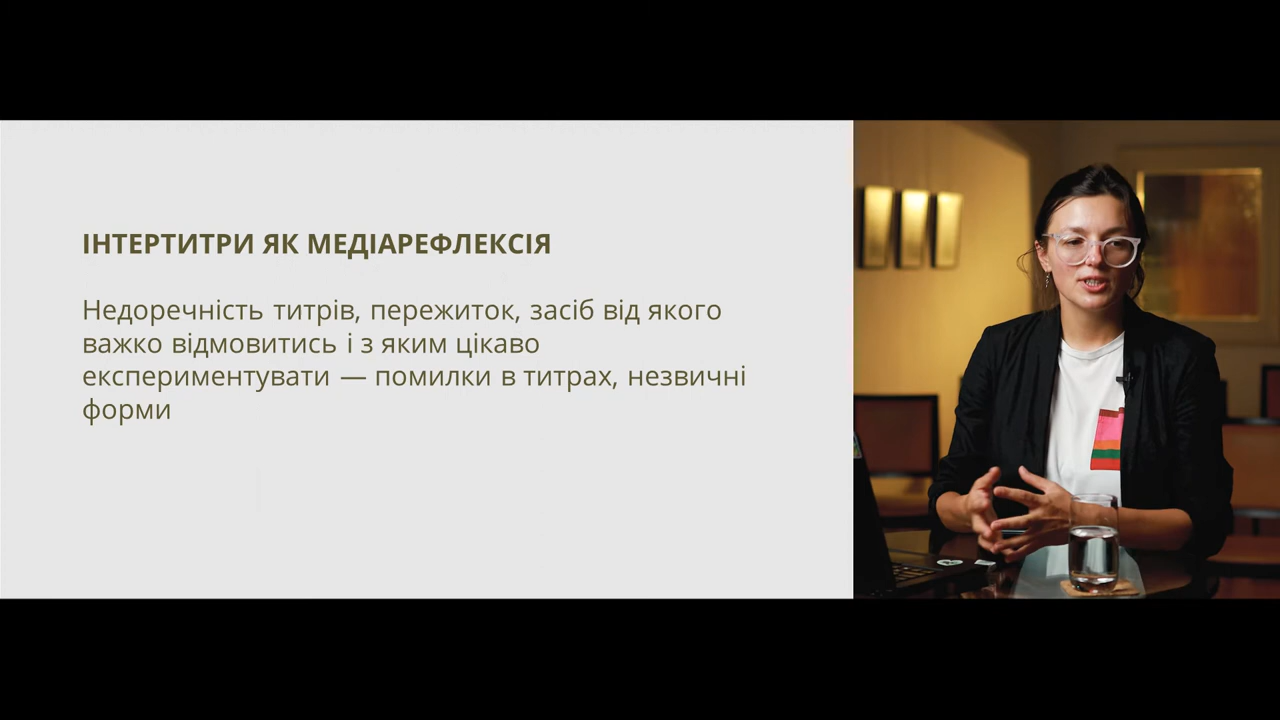 ІНТЕРТИТРИ ЯК МЕДІАРЕФЛЕКСІЯ
Недоречність титрів, пережиток, засіб від якого
важко відмовитись і з яким цікаво
експериментувати — помилки в титрах, незвичні
форми